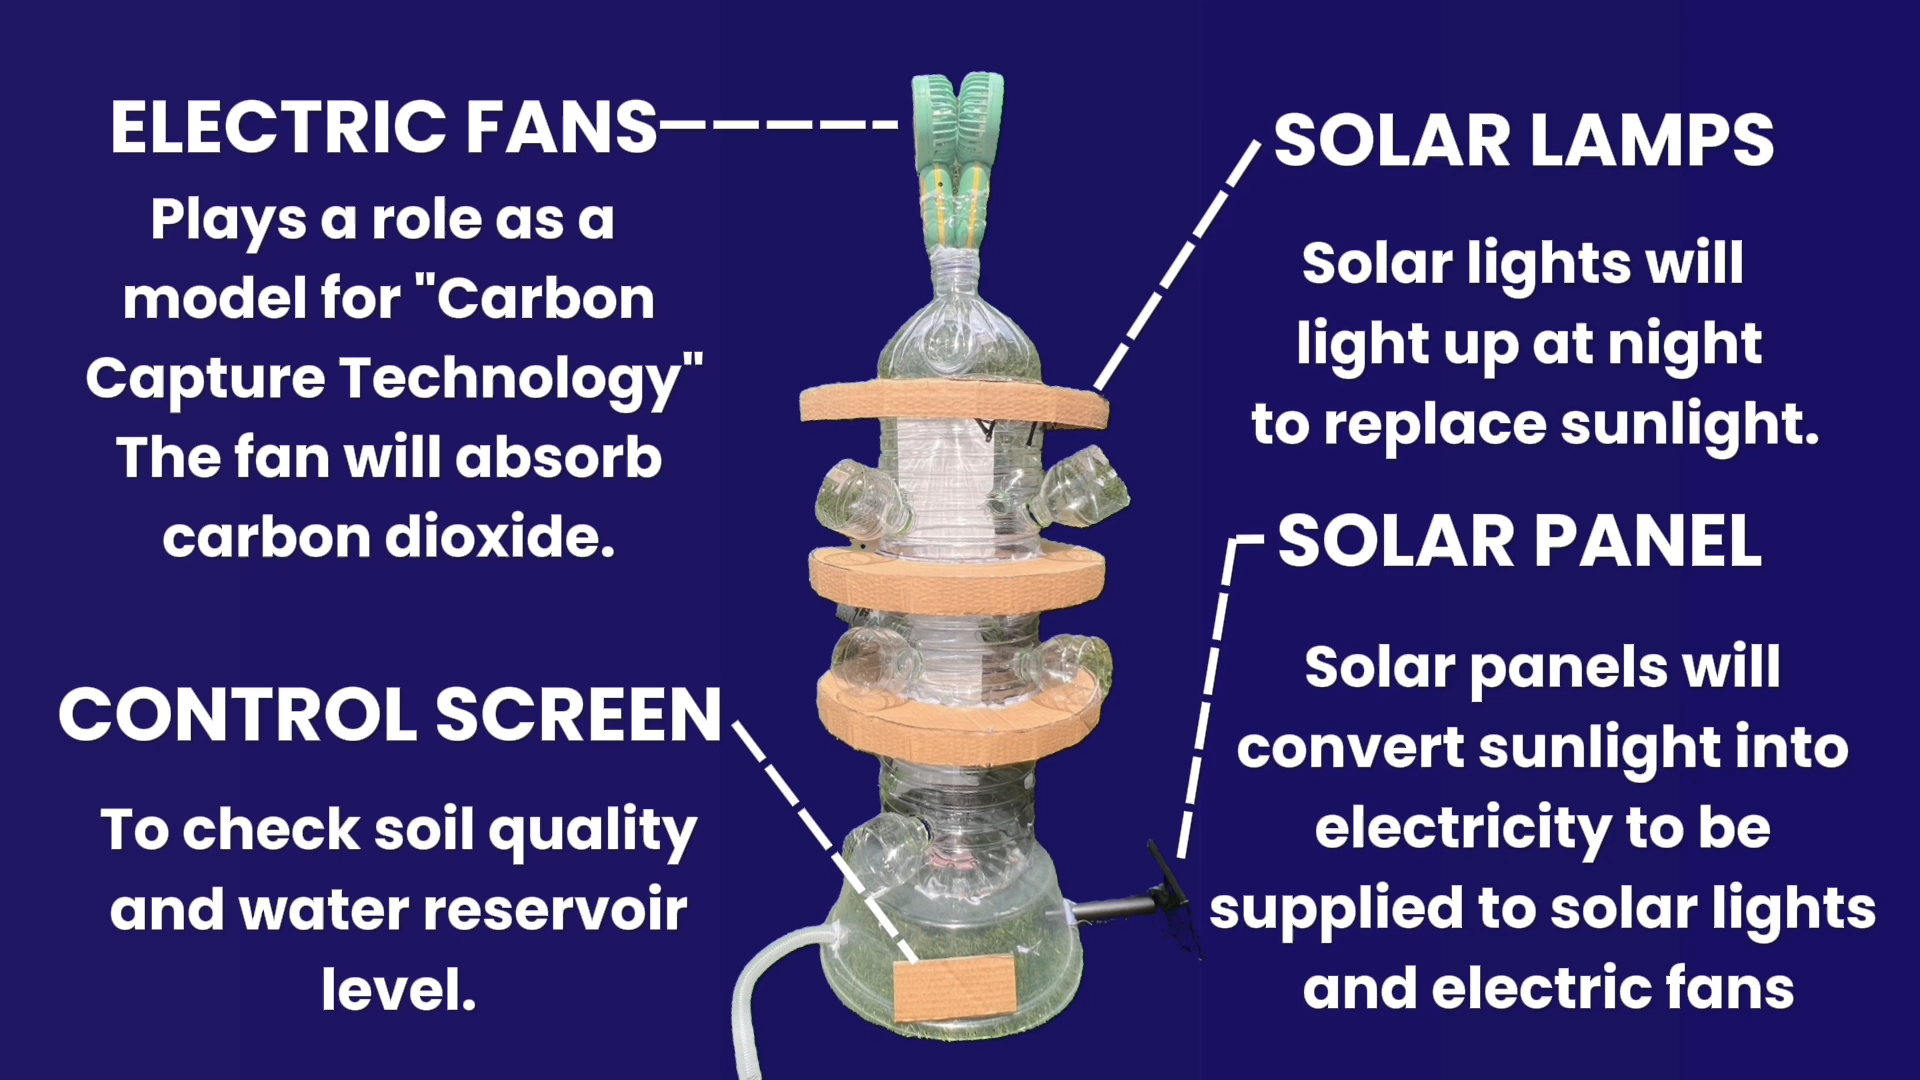 ELECTRIC FANS
Plays a role as a
model for "Carbon
Capture Technology"
The fan will absorb
carbon dioxide.
CONTROL SCREEN
To check soil quality
and water reservoir
level.
SOLAR LAMPS
Solar lights will
light up at night
to replace sunlight.
SOLAR PANEL
Solar panels will
convert sunlight into
electricity to be
supplied to solar lights
and electric fans